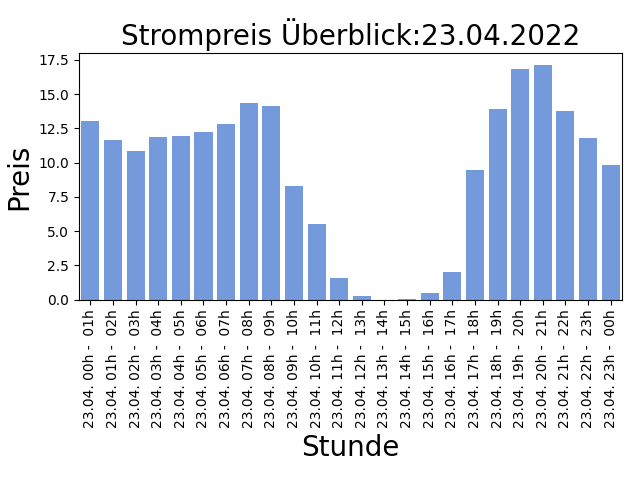 Strompreis Überblick:23.04.2022
Preis
17.5
15.0
12.5
10.0
7.5
5.0
2.5
0.0
23.04. 00h - 01h
23.04. 01h - 02h
23.04. 02h - 03h
23.04. 03h - 04h
23.04. 04h - 05h
23.04. 05h - 06h
23.04. 06h - 07h
23.04. 07h - 08h
23.04. 08h - 09h
23.04. 09h - 10h
23.04. 10h - 11h
23.04. 11h - 12h
23.04. 12h - 13h
23.04. 13h - 14h
23.04. 14h - 15h
23.04. 15h - 16h
23.04. 16h - 17h
23.04. 17h - 18h
23.04. 18h - 19h
23.04. 19h - 20h
23.04. 20h - 21h
23.04. 21h - 22h
23.04. 22h - 23h
23.04. 23h - 00h
Stunde